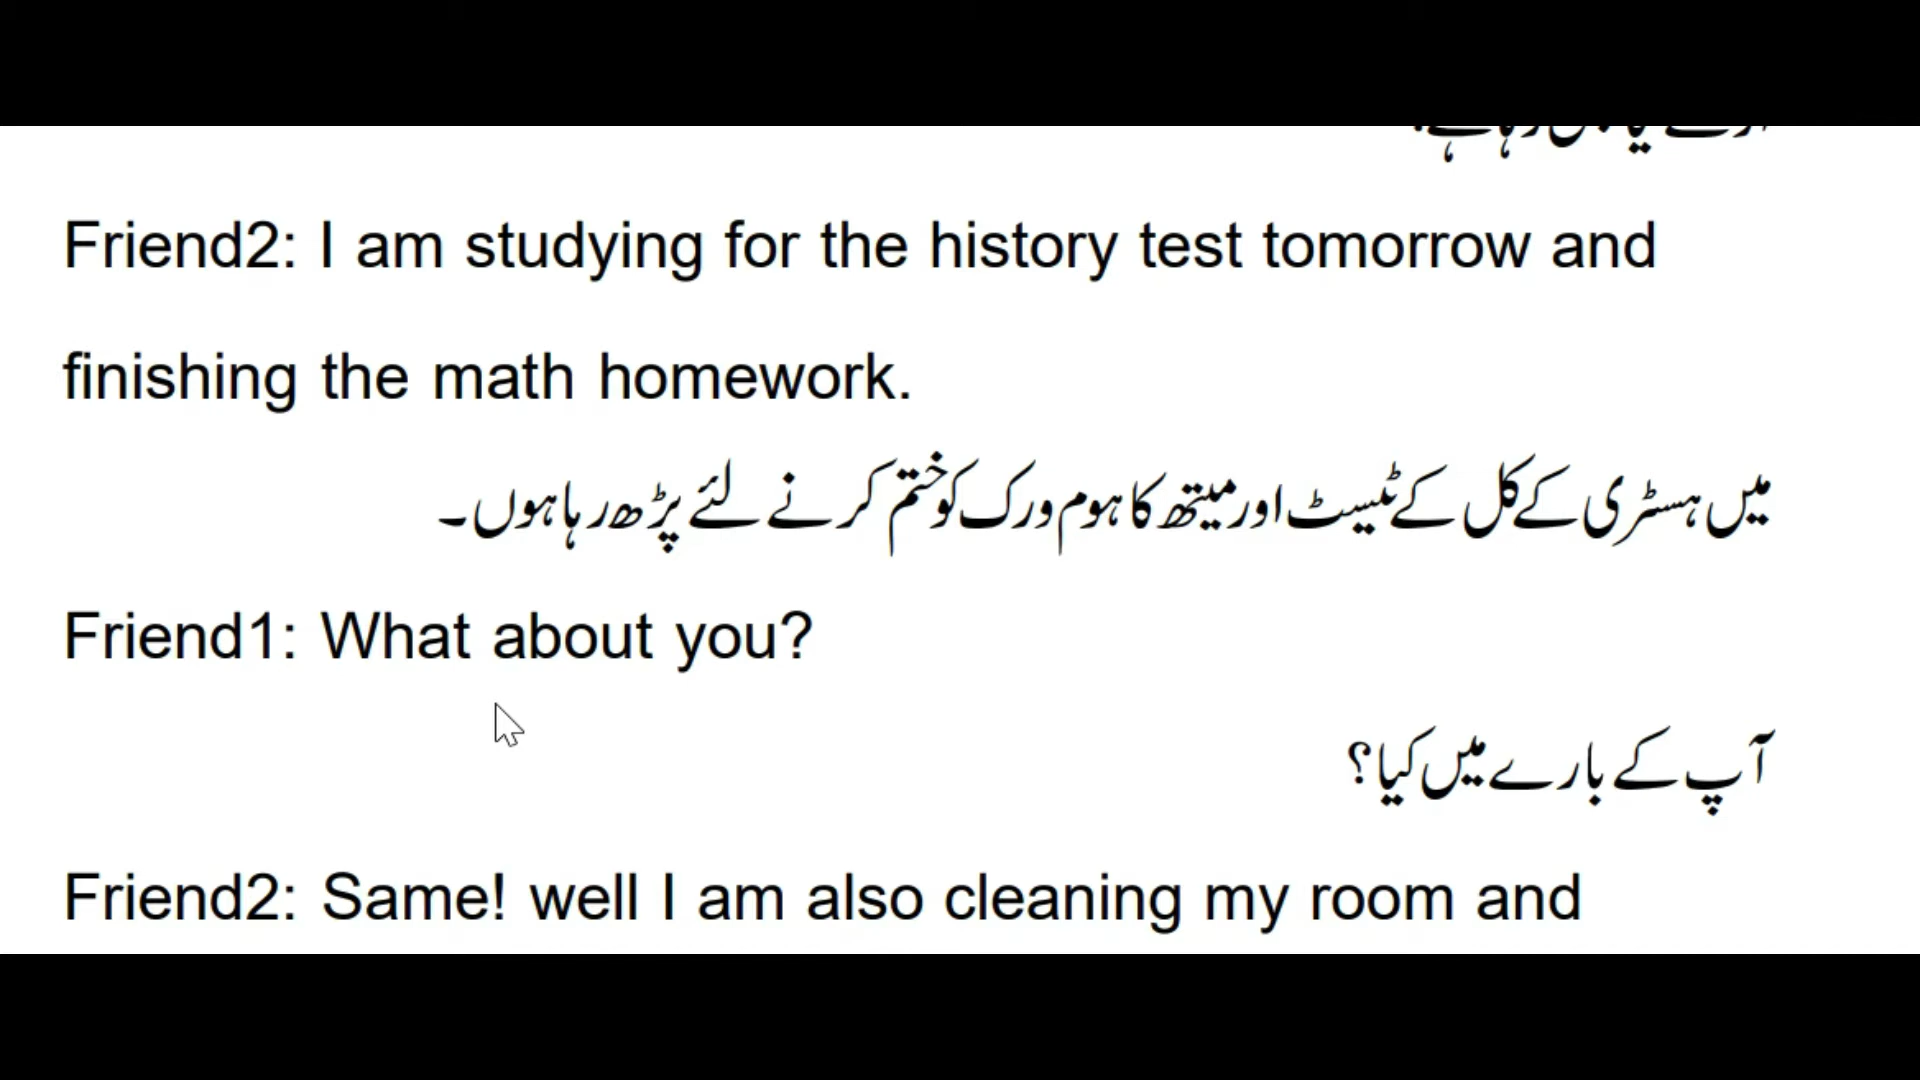 Friend2: I am studying for the history test tomorrow and
finishing the math homework.
میں ہسٹری کے کل کے ٹیسٹ اور میتھ کا ہوم ورک کو ختم کرنے لئے پڑھ رہا ہوں۔
Friend1: What about you?
آپ کے بارے میں کیا؟
Friend2: Same! well I am also cleaning my room and